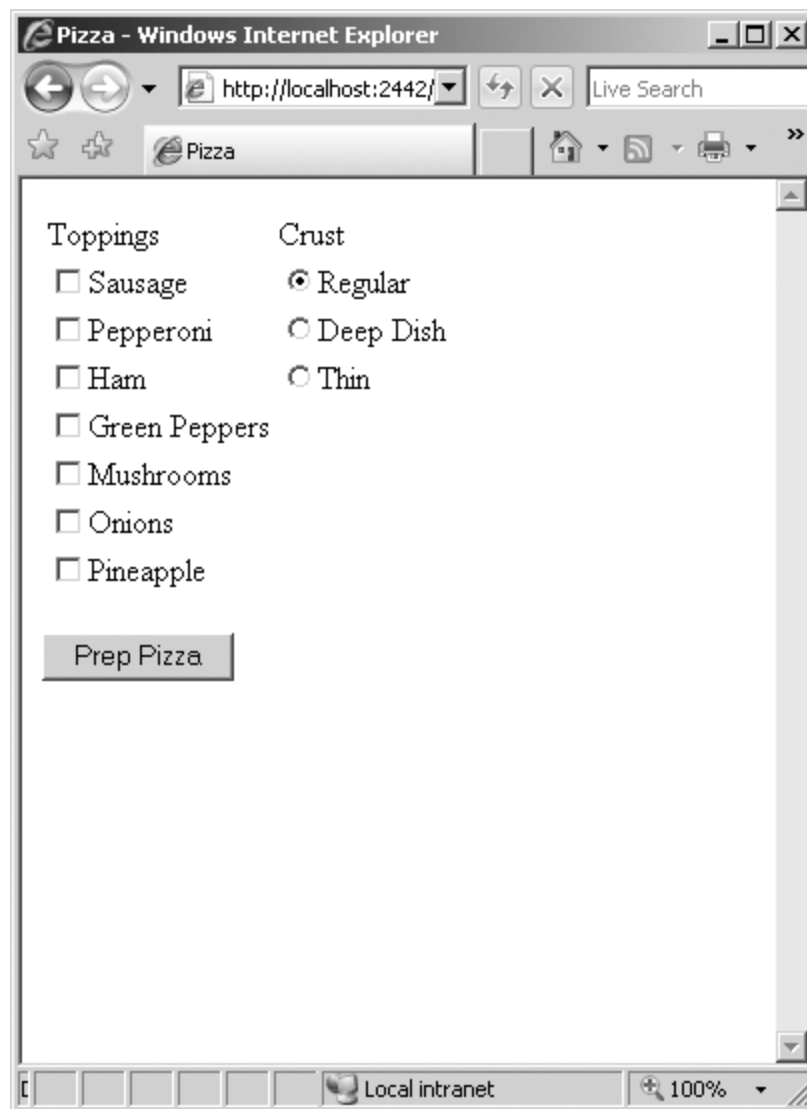 Pizza - Windows Internet Explorer
http://localhost:2442/
Live Search
Pizza
Toppings Crust
Sausage Regular
Pepperoni Deep Dish
Ham Thin
Green Peppers
Mushrooms
Onions
Pineapple
Prep Pizza
Local intranet 100%